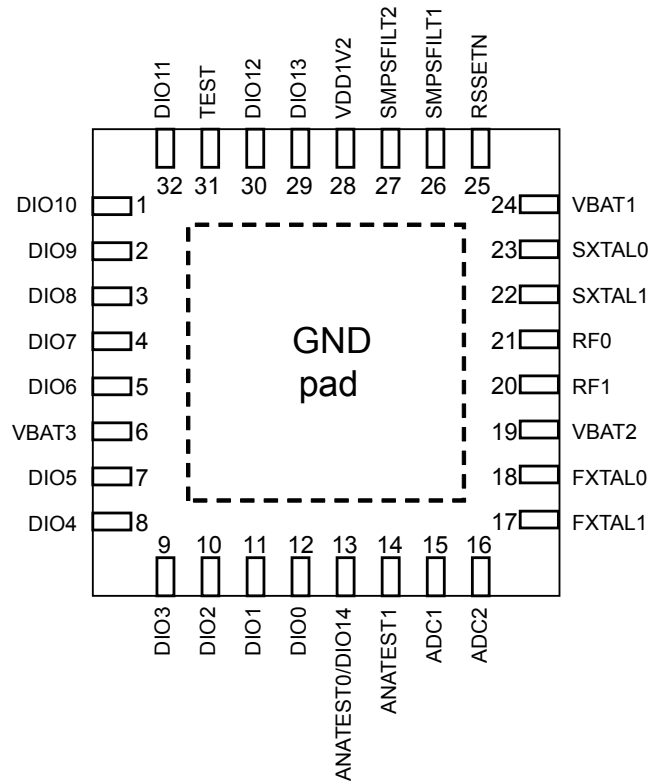 DIO11
TEST
DIO12
DIO13
VDD1V2
SMPSFILT2
SMPSFILT1
RSSETN
32
31
30
29
28
27
26
25
DIO10
1
DIO9
2
DIO8
3
DIO7
4
DIO6
5
VBAT3
6
DIO5
7
DIO4
8
GND
pad
24
VBAT1
23
SXTAL0
22
SXTAL1
21
RF0
20
RF1
19
VBAT2
18
FXTAL0
17
FXTAL1
9
10
11
12
13
14
15
16
DIO3
DIO2
DIO1
DIO0
ANATEST0/DIO14
ANATEST1
ADC1
ADC2